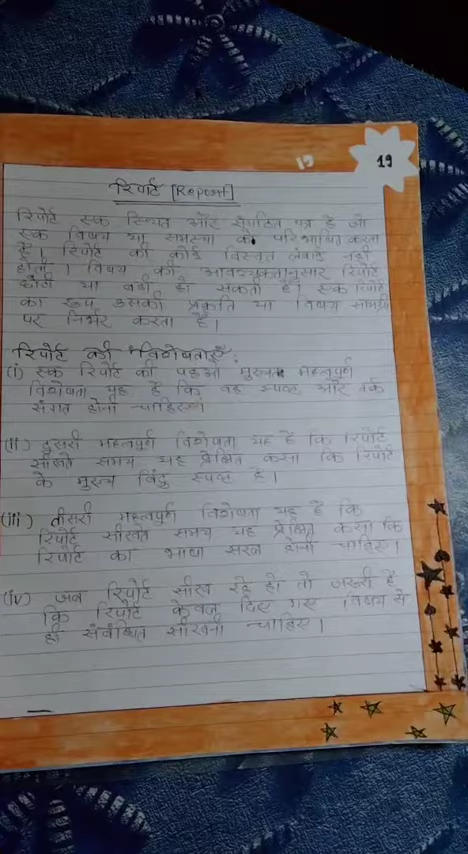 19
19
रिपोर्ट [Report]
रिपोर्ट एक लिखित और संगठित पत्र है जो
एक विषय या समस्या को परिभाषित करता
है। रिपोर्ट की कोई विस्तृत लंबाई नहीं
होती। विषय की आवश्यकतानुसार रिपोर्ट
छोटी या बड़ी हो सकती है। एक रिपोर्ट
का रूप उसकी प्रकृति या विषय सामग्री
पर निर्भर करता है।
रिपोर्ट की विशेषताएँ:
(i) एक रिपोर्ट की पहली मुख्य महत्वपूर्ण
विशेषता यह है कि वह स्पष्ट और तर्क
संगत होनी चाहिए।
(ii) दूसरी महत्वपूर्ण विशेषता यह है कि रिपोर्ट
सीखते समय यह प्रेक्षित करना कि रिपोर्ट
के मुख्य बिंदु स्पष्ट है।
(iii) तीसरी महत्वपूर्ण विशेषता यह है कि
रिपोर्ट सीखते समय यह प्रेक्षित करना कि
रिपोर्ट का भाषा सरल होनी चाहिए।
(iv) जब रिपोर्ट सीख रहे हो तो जरूरी है
कि रिपोर्ट केवल दिए गए विषय से
ही संबंधित सीखनी चाहिए।